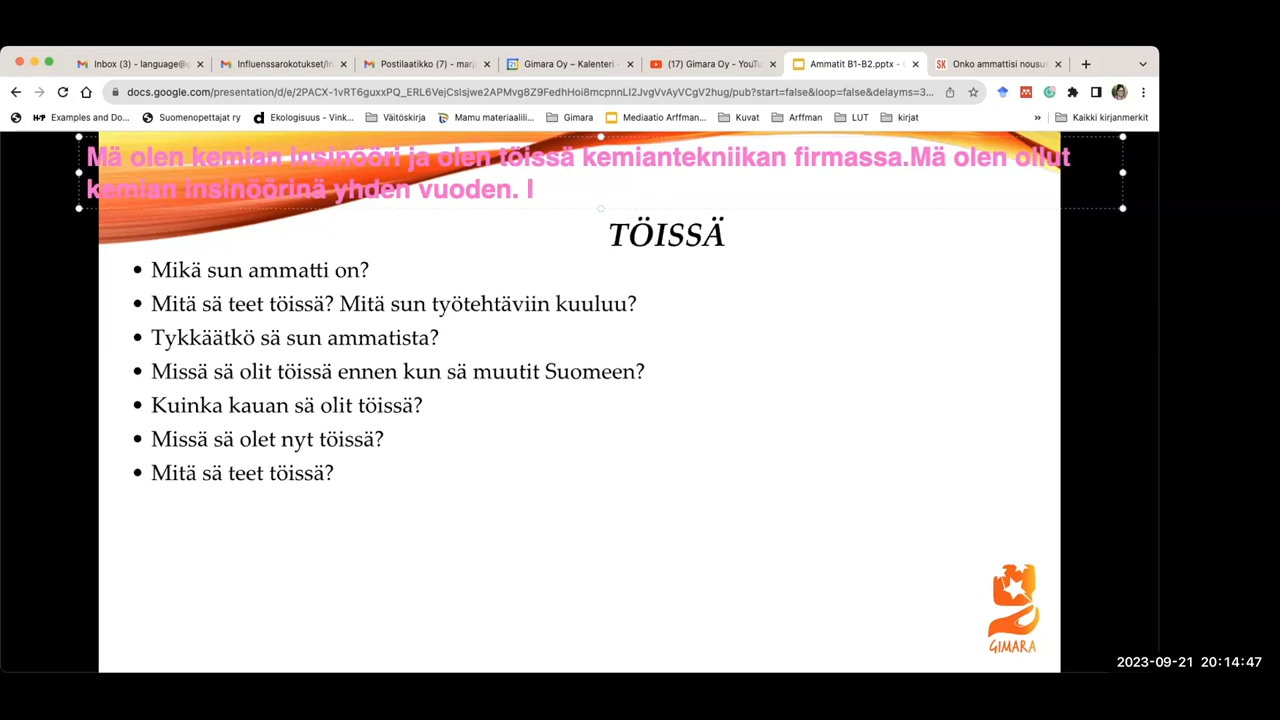 Inbox (3) - language@g
Influenssarokotukset/In
Postilaatikko (7) - marj
Gimara Oy – Kalenteri -
(17) Gimara Oy - YouTu
Ammatit B1-B2.pptx -
Onko ammattisi nousus
docs.google.com/presentation/d/e/2PACX-1vRT6guxxPQ_ERL6VejCsIsjwe2APMvg8Z9FedhHoi8mcpnnLI2JvgVvAyVCgV2hug/pub?start=false&loop=false&delayms=3...
Examples and Do...
Suomenopettajat ry
Ekologisuus - Vink...
Väitöskirja
Mamu materiaalili...
Gimara
Mediaatio Arffman...
Kuvat
Arffman
LUT
kirjat
»
Kaikki kirjanmerkit
Mä olen kemian insinööri ja olen töissä kemiantekniikan firmassa.Mä olen ollut
kemian insinöörinä yhden vuoden. I
TÖISSÄ
• Mikä sun ammatti on?
• Mitä sä teet töissä? Mitä sun työtehtäviin kuuluu?
• Tykkäätkö sä sun ammatista?
• Missä sä olit töissä ennen kun sä muutit Suomeen?
• Kuinka kauan sä olit töissä?
• Missä sä olet nyt töissä?
• Mitä sä teet töissä?
GIMARA
2023-09-21 20:14:47